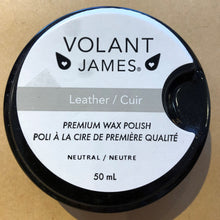 VOLANT
JAMES®
Leather / Cuir
PREMIUM WAX POLISH
POLI À LA CIRE DE PREMIÈRE QUALITÉ
NEUTRAL / NEUTRE
50 mL